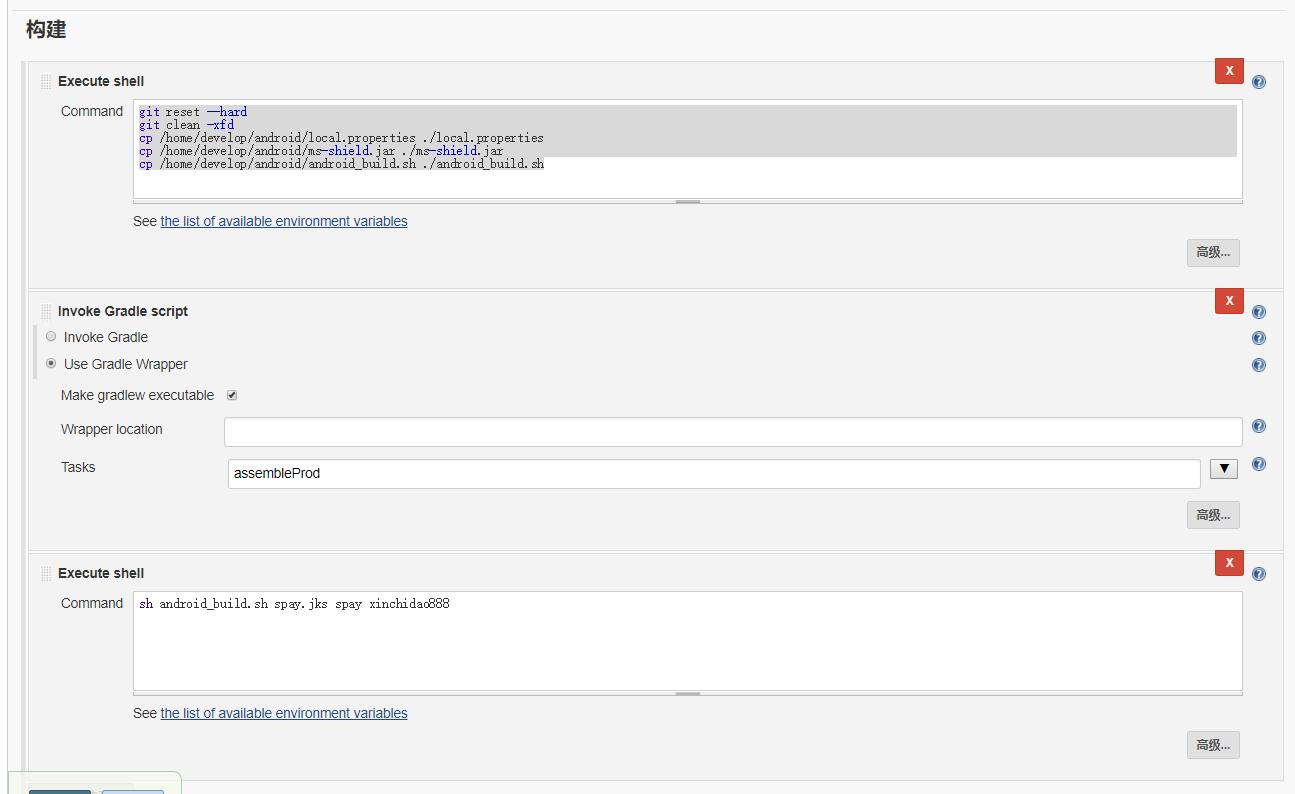 构建
Execute shell
X
Command
git reset --hard
git clean -xfd
cp /home/develop/android/local.properties ./local.properties
cp /home/develop/android/ms-shield.jar ./ms-shield.jar
cp /home/develop/android/android_build.sh ./android_build.sh
See the list of available environment variables
高级...
Invoke Gradle script
X
Invoke Gradle
Use Gradle Wrapper
Make gradlew executable
Wrapper location
Tasks
assembleProd
▼
高级...
Execute shell
X
Command
sh android_build.sh spay.jks spay xinchidao888
See the list of available environment variables
高级...